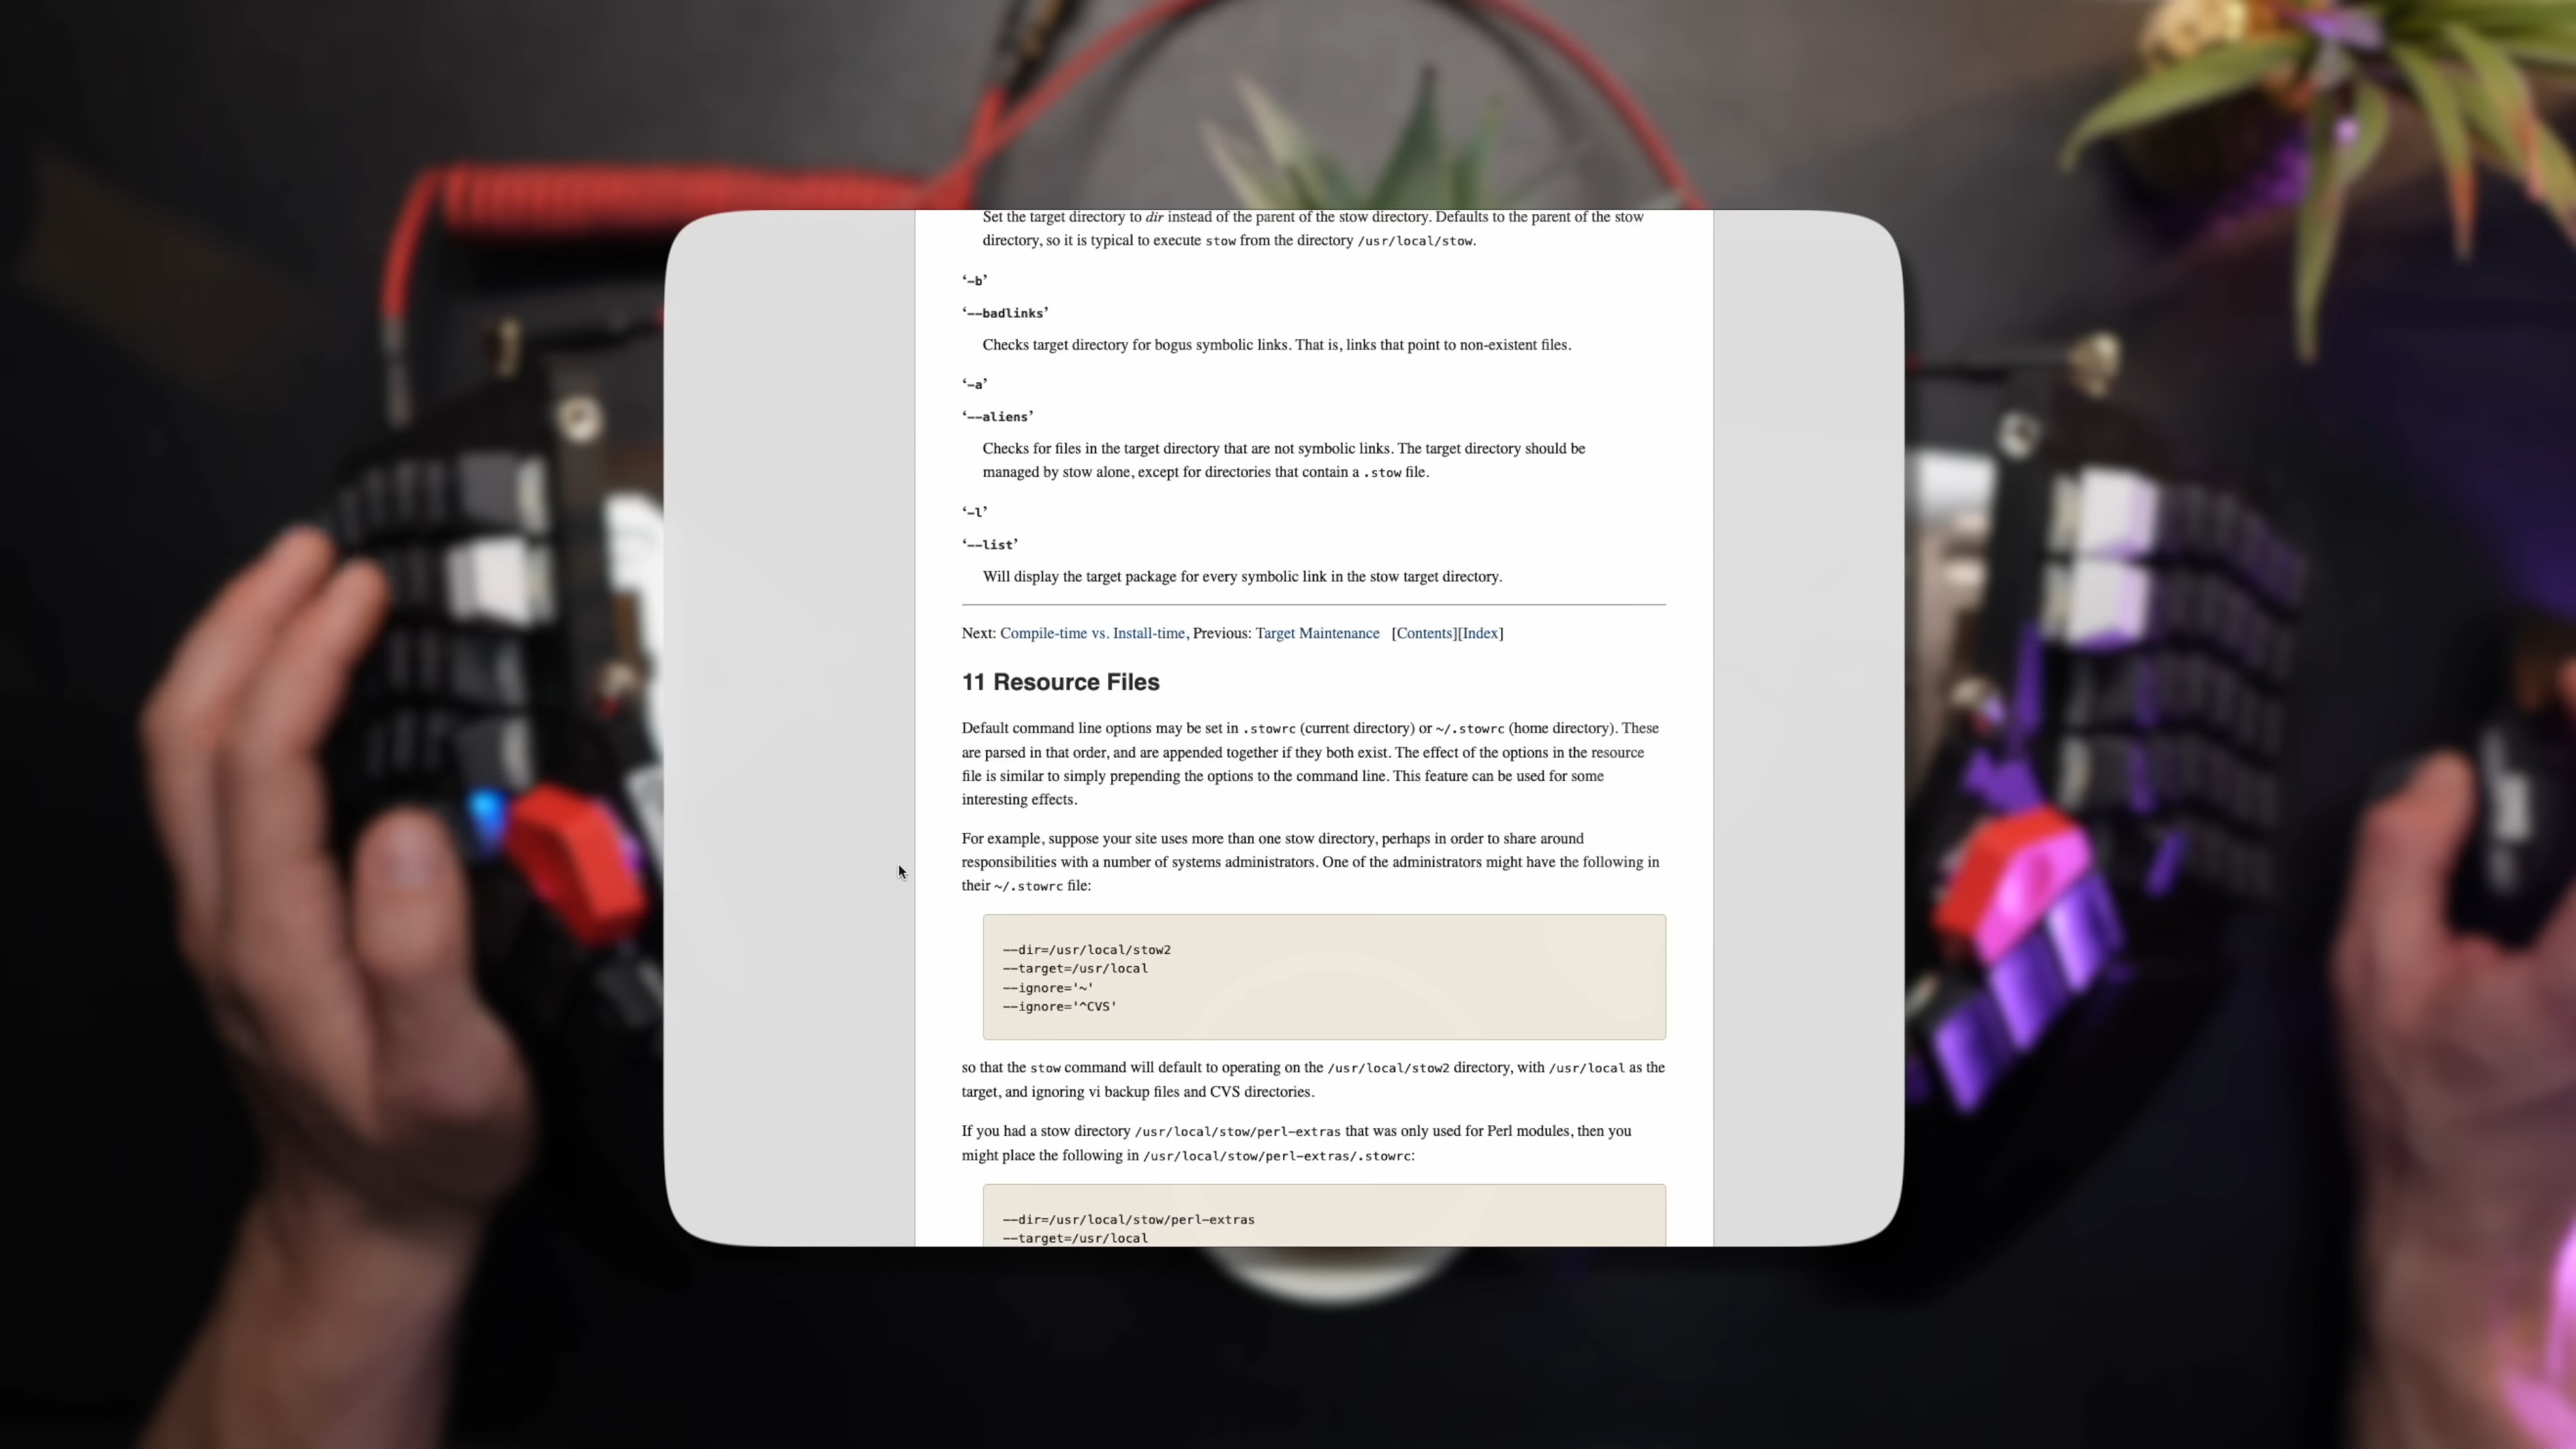 Set the target directory to dir instead of the parent of the stow directory. Defaults to the parent of the stow
directory, so it is typical to execute stow from the directory /usr/local/stow.
‘-b’
‘--badlinks’
Checks target directory for bogus symbolic links. That is, links that point to non-existent files.
‘-a’
‘--aliens’
Checks for files in the target directory that are not symbolic links. The target directory should be
managed by stow alone, except for directories that contain a .stow file.
‘-l’
‘--list’
Will display the target package for every symbolic link in the stow target directory.
Next: Compile-time vs. Install-time, Previous: Target Maintenance [Contents][Index]
11 Resource Files
Default command line options may be set in .stowrc (current directory) or ~/.stowrc (home directory). These
are parsed in that order, and are appended together if they both exist. The effect of the options in the resource
file is similar to simply prepending the options to the command line. This feature can be used for some
interesting effects.
For example, suppose your site uses more than one stow directory, perhaps in order to share around
responsibilities with a number of systems administrators. One of the administrators might have the following in
their ~/.stowrc file:
--dir=/usr/local/stow2
--target=/usr/local
--ignore='~'
--ignore='^CVS'
so that the stow command will default to operating on the /usr/local/stow2 directory, with /usr/local as the
target, and ignoring vi backup files and CVS directories.
If you had a stow directory /usr/local/stow/perl-extras that was only used for Perl modules, then you
might place the following in /usr/local/stow/perl-extras/.stowrc:
--dir=/usr/local/stow/perl-extras
--target=/usr/local